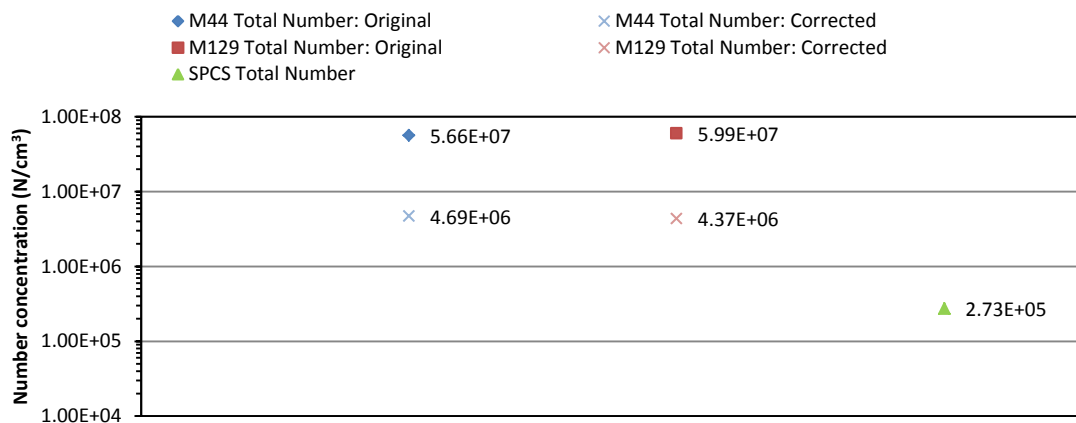 M44 Total Number: Original
M44 Total Number: Corrected
M129 Total Number: Original
M129 Total Number: Corrected
SPCS Total Number
Number concentration (N/cm³)
1.00E+08
5.66E+07
5.99E+07
1.00E+07
4.69E+06
4.37E+06
1.00E+06
2.73E+05
1.00E+05
1.00E+04